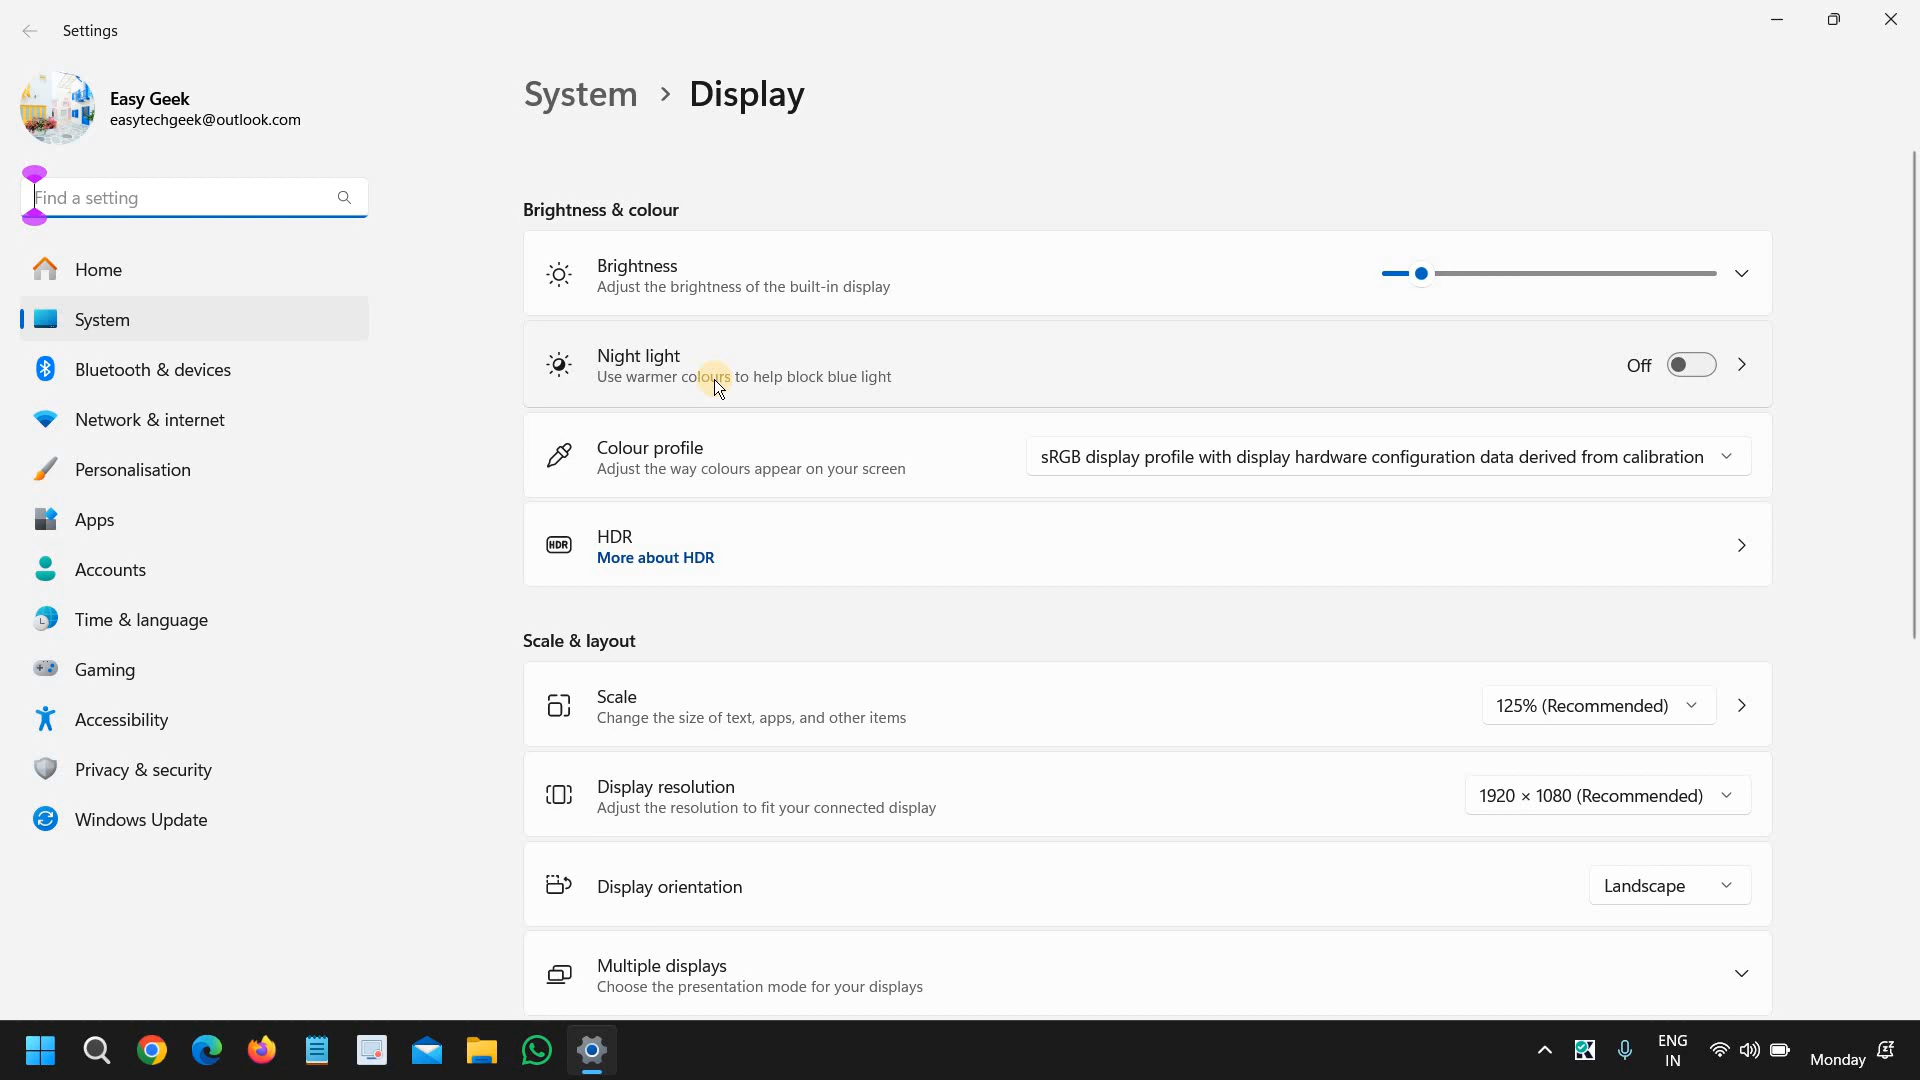 Settings
Easy Geek
easytechgeek@outlook.com
Find a setting
Home
System
Bluetooth & devices
Network & internet
Personalisation
Apps
Accounts
Time & language
Gaming
Accessibility
Privacy & security
Windows Update
System > Display
Brightness & colour
Brightness
Adjust the brightness of the built-in display
Night light
Use warmer colours to help block blue light
Off
Colour profile
Adjust the way colours appear on your screen
sRGB display profile with display hardware configuration data derived from calibration
HDR
HDR
More about HDR
Scale & layout
Scale
Change the size of text, apps, and other items
125% (Recommended)
Display resolution
Adjust the resolution to fit your connected display
1920 × 1080 (Recommended)
Display orientation
Landscape
Multiple displays
Choose the presentation mode for your displays
ENG
IN
Monday